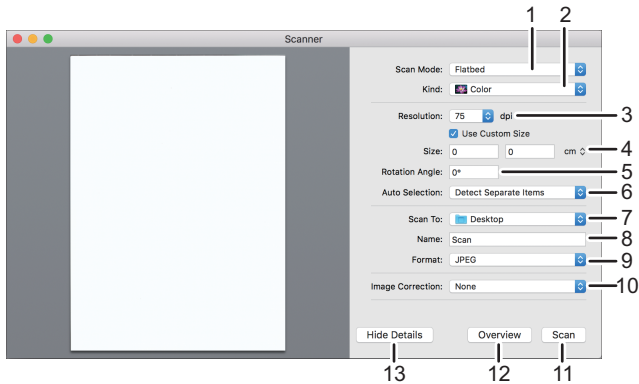 1 2
Scanner
Scan Mode: Flatbed
Kind: Color
Resolution: 75 dpi 3
Use Custom Size
Size: 0 0 cm 4
Rotation Angle: 0° 5
Auto Selection: Detect Separate Items 6
Scan To: Desktop 7
Name: Scan 8
Format: JPEG 9
Image Correction: None 10
Hide Details Overview Scan
13 12 11